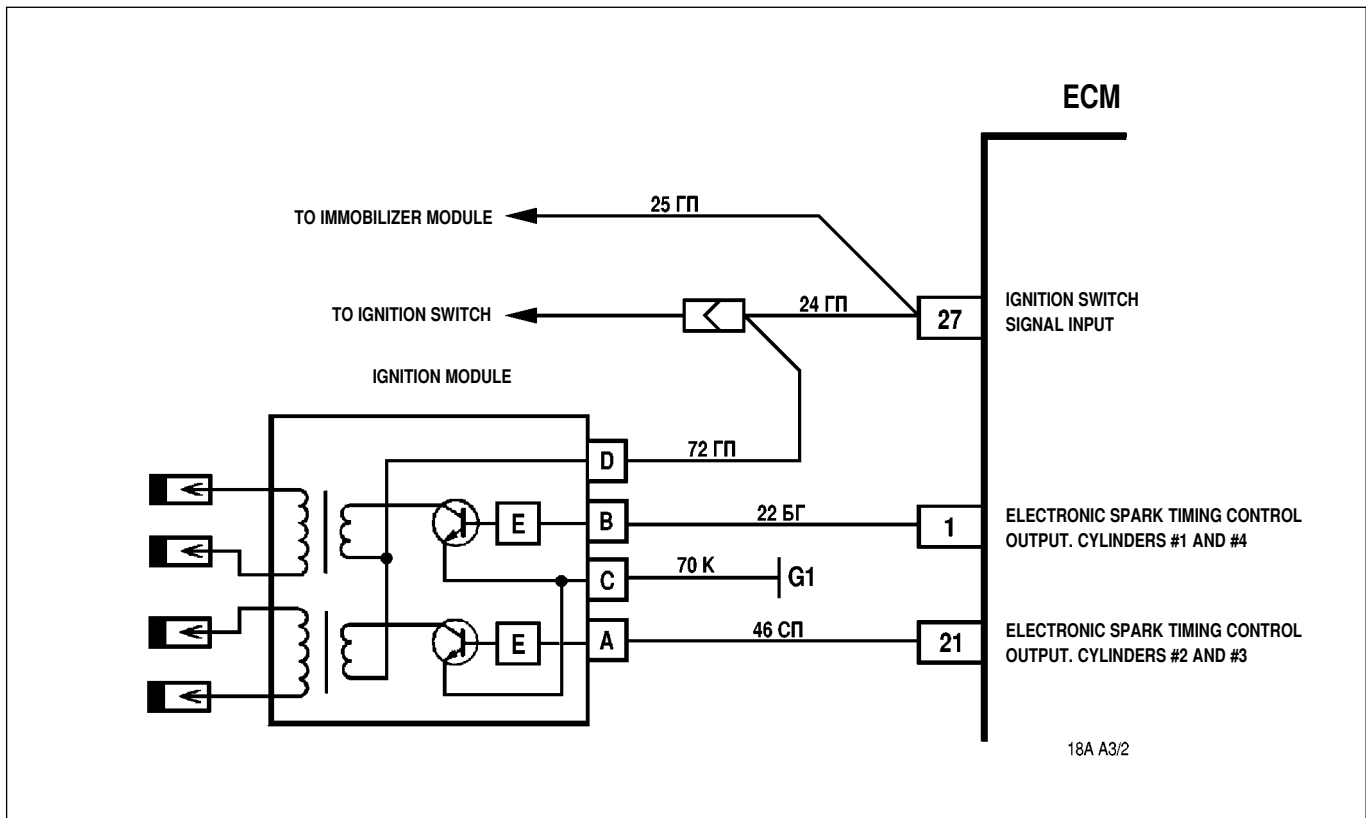 ECM
25 ГП
TO IMMOBILIZER MODULE
24 ГП
TO IGNITION SWITCH
27
IGNITION SWITCH
SIGNAL INPUT
IGNITION MODULE
D
72 ГП
E
B
22 БГ
1
ELECTRONIC SPARK TIMING CONTROL
OUTPUT. CYLINDERS #1 AND #4
C
70 К
G1
E
A
46 СП
21
ELECTRONIC SPARK TIMING CONTROL
OUTPUT. CYLINDERS #2 AND #3
18A A3/2